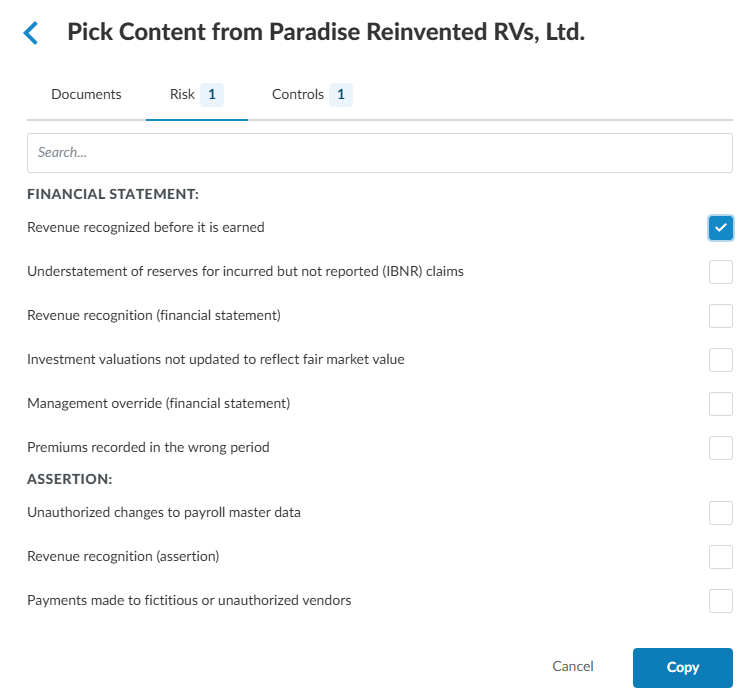 Pick Content from Paradise Reinvented RVs, Ltd.
Documents
Risk 1
Controls 1
Search...
FINANCIAL STATEMENT:
Revenue recognized before it is earned
Understatement of reserves for incurred but not reported (IBNR) claims
Revenue recognition (financial statement)
Investment valuations not updated to reflect fair market value
Management override (financial statement)
Premiums recorded in the wrong period
ASSERTION:
Unauthorized changes to payroll master data
Revenue recognition (assertion)
Payments made to fictitious or unauthorized vendors
Cancel
Copy